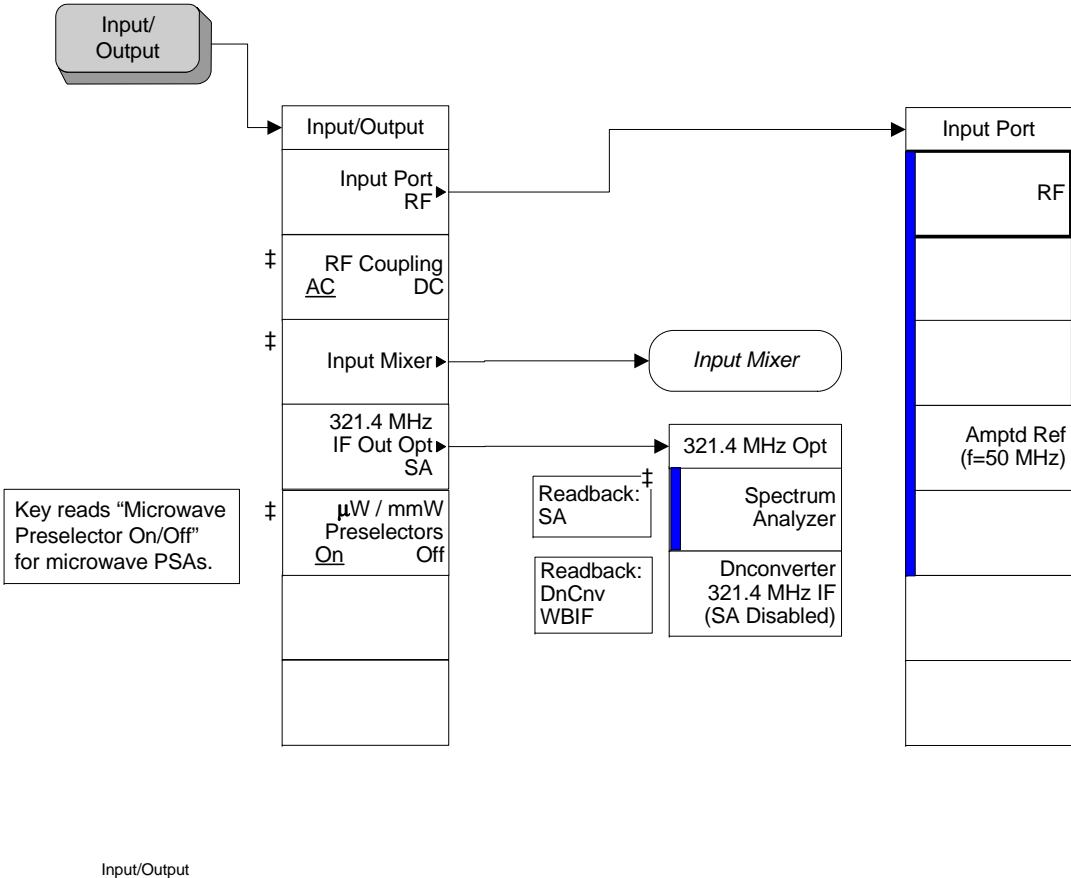 Input/
Output
Input/Output
Input Port
RF
‡
RF Coupling
AC DC
‡
Input Mixer
321.4 MHz
IF Out Opt
SA
‡
µW / mmW
Preselectors
On Off
Key reads “Microwave
Preselector On/Off”
for microwave PSAs.
Input Mixer
321.4 MHz Opt
‡
Readback:
SA
Spectrum
Analyzer
Readback:
DnCnv
WBIF
Dnconverter
321.4 MHz IF
(SA Disabled)
Input Port
RF
Amptd Ref
(f=50 MHz)
Input/Output